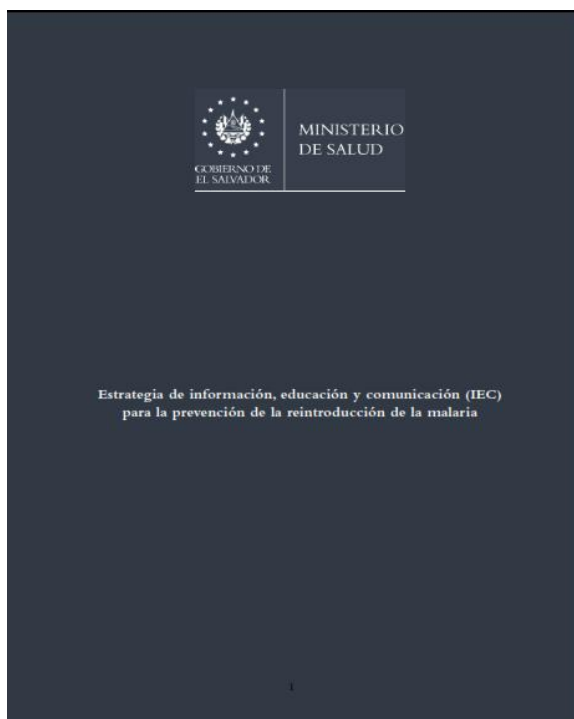 MINISTERIO
DE SALUD
GOBIERNO DE
EL SALVADOR
Estrategia de información, educación y comunicación (IEC)
para la prevención de la reintroducción de la malaria
1